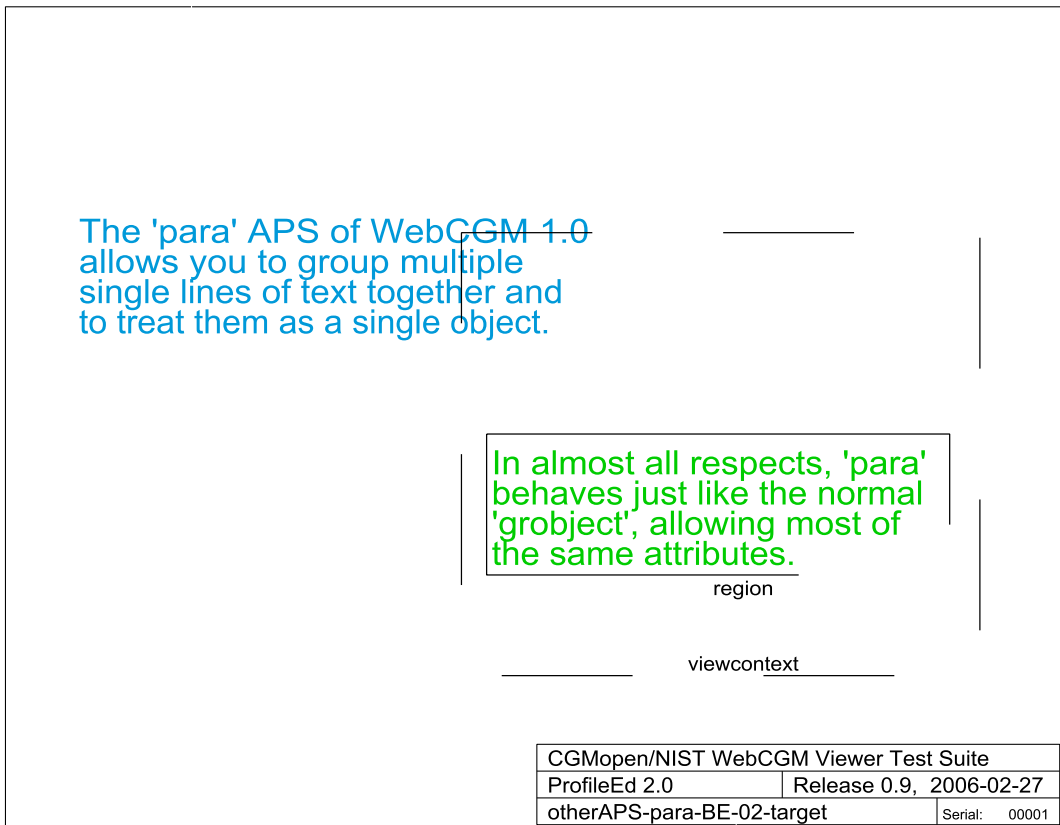 The 'para' APS of WebCGM 1.0
allows you to group multiple
single lines of text together and
to treat them as a single object.
In almost all respects, 'para'
behaves just like the normal
'grobject', allowing most of
the same attributes.
region
viewcontext
CGMopen/NIST WebCGM Viewer Test Suite
ProfileEd 2.0 Release 0.9, 2006-02-27
otherAPS-para-BE-02-target Serial: 00001